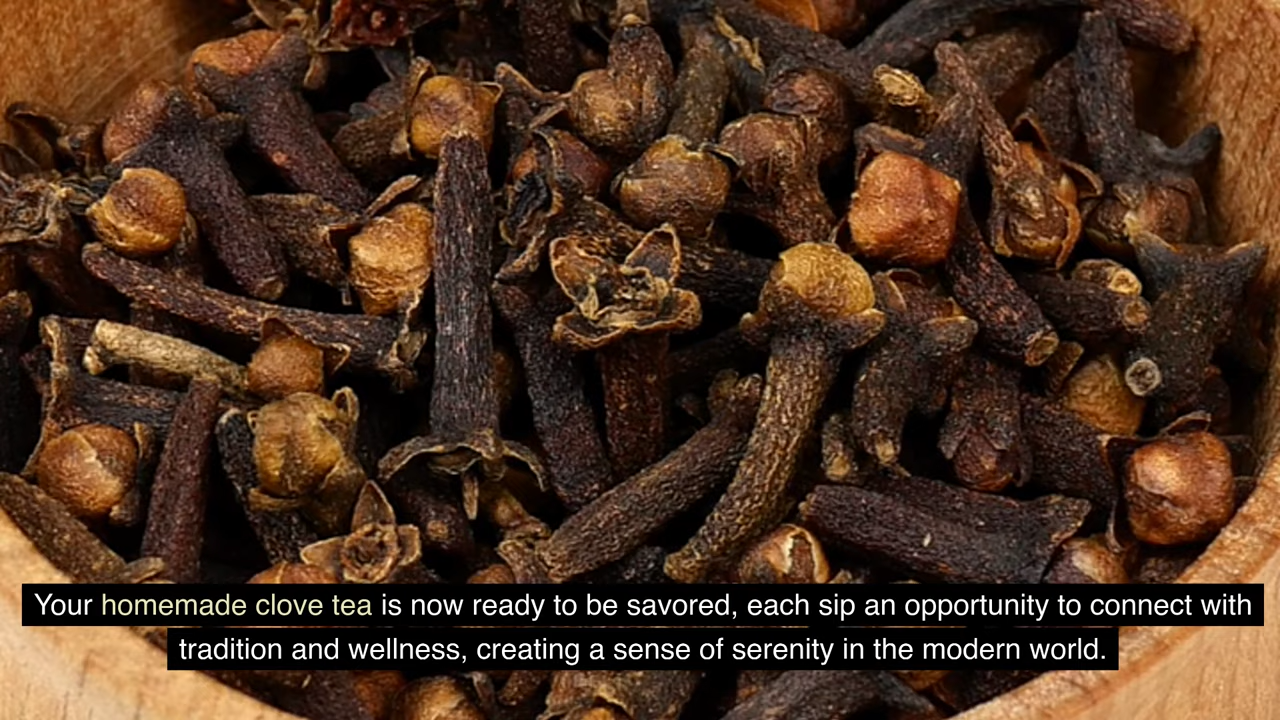 Your homemade clove tea is now ready to be savored, each sip an opportunity to connect with
tradition and wellness, creating a sense of serenity in the modern world.